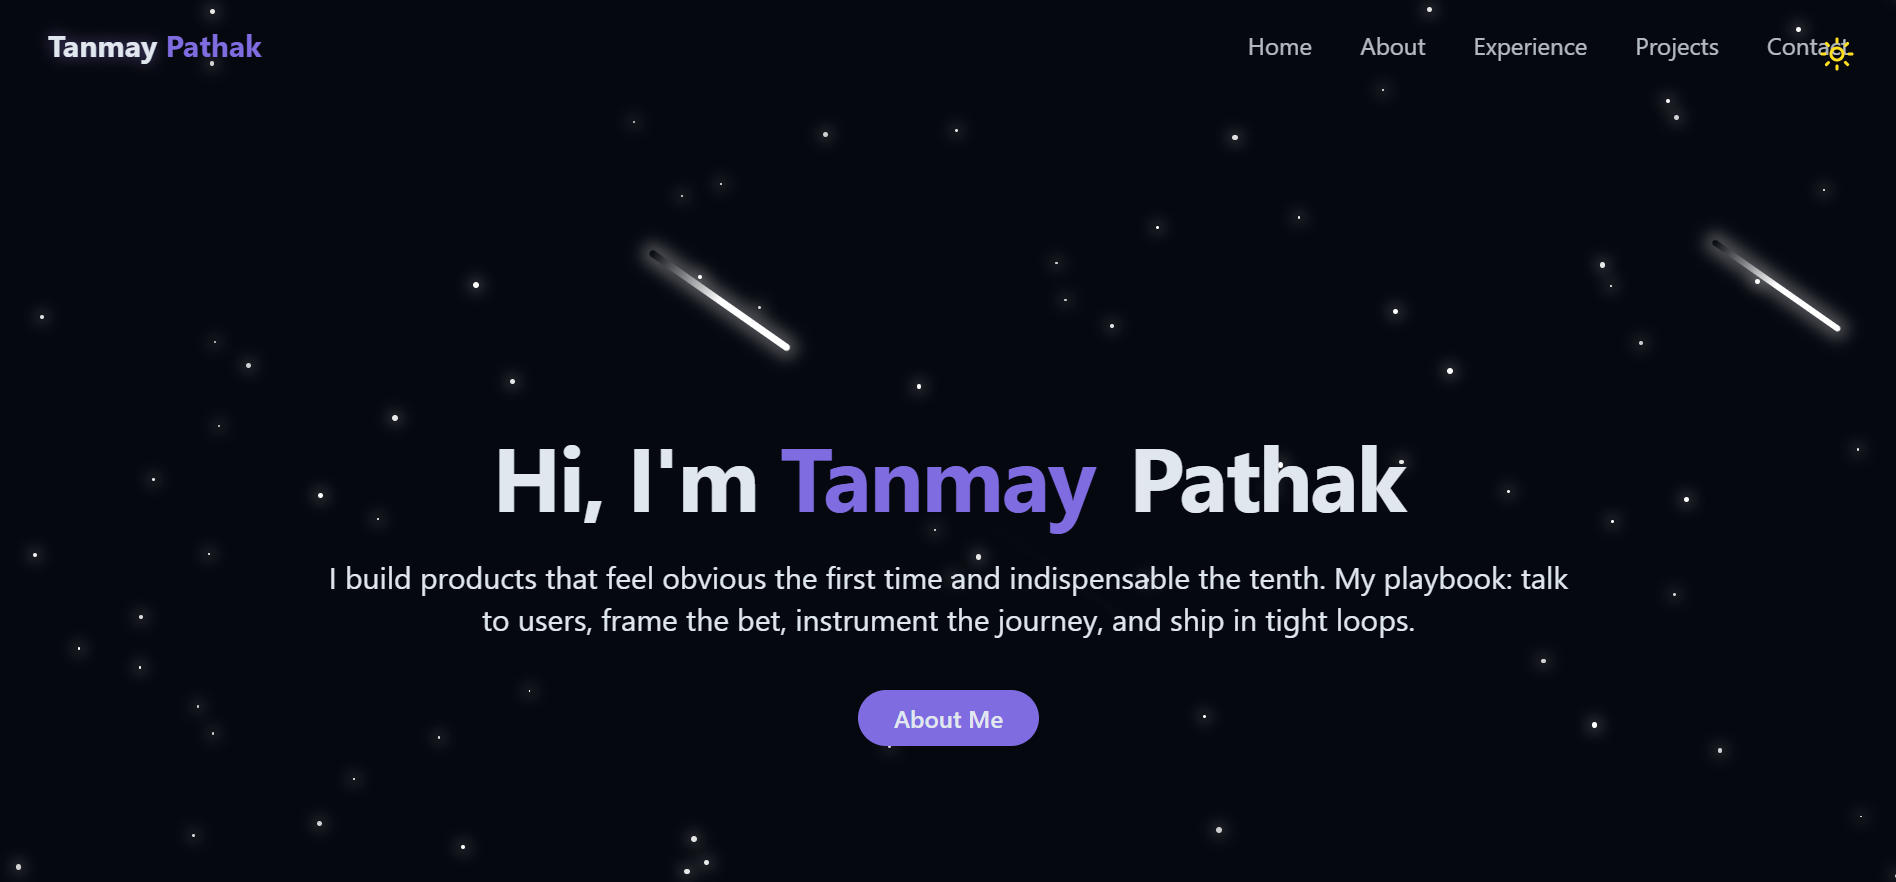 Tanmay Pathak
Home About Experience Projects Contact
Hi, I'm Tanmay Pathak
I build products that feel obvious the first time and indispensable the tenth. My playbook: talk
to users, frame the bet, instrument the journey, and ship in tight loops.
About Me